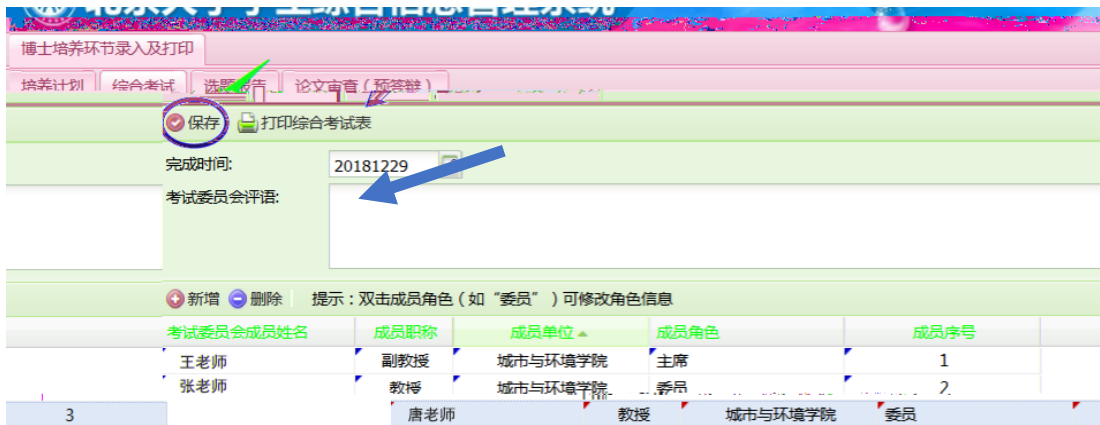 博士培养环节录入及打印
培养计划 综合考试 选题报告 论文审查（预答辩）
保存 打印综合考试表
完成时间: 20181229
考试委员会评语:
新增 删除 提示：双击成员角色（如“委员”）可修改角色信息
考试委员会成员姓名 成员职称 成员单位 成员角色 成员序号
王老师 副教授 城市与环境学院 主席 1
张老师 教授 城市与环境学院 委员 2
3 唐老师 教授 城市与环境学院 委员